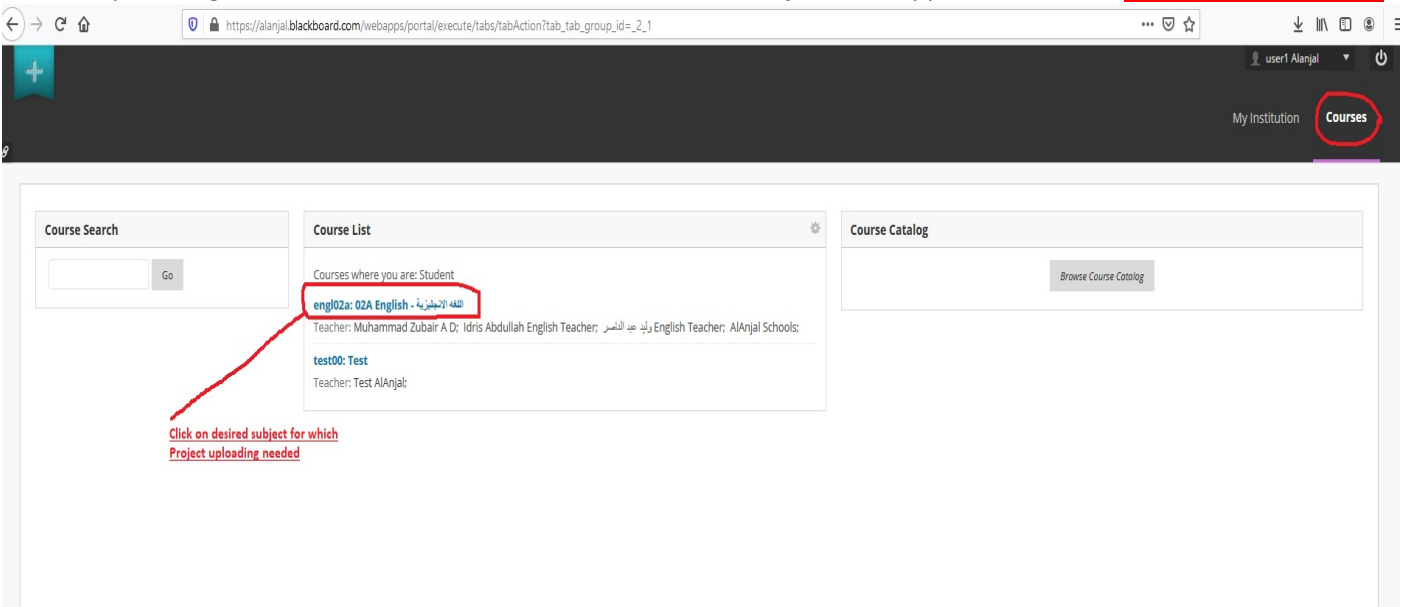 https://alanjal.blackboard.com/webapps/portal/execute/tabs/tabAction?tab_tab_group_id=_2_1
user1 Alanjal
My Institution
Courses
Course Search
Go
Course List
Courses where you are: Student
engl02a: 02A English - اللغه الانجليزية
Teacher: Muhammad Zubair A D; Idris Abdullah English Teacher; وليد عبد الناصر English Teacher; AlAnjal Schools;
test00: Test
Teacher: Test AlAnjal;
Course Catalog
Browse Course Catalog
Click on desired subject for which
Project uploading needed